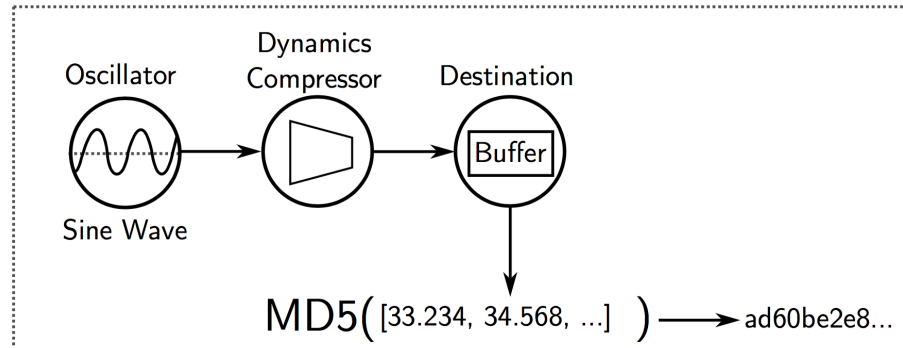 Oscillator
Sine Wave
Dynamics
Compressor
Destination
Buffer
MD5([33.234, 34.568, ...])
ad60be2e8...